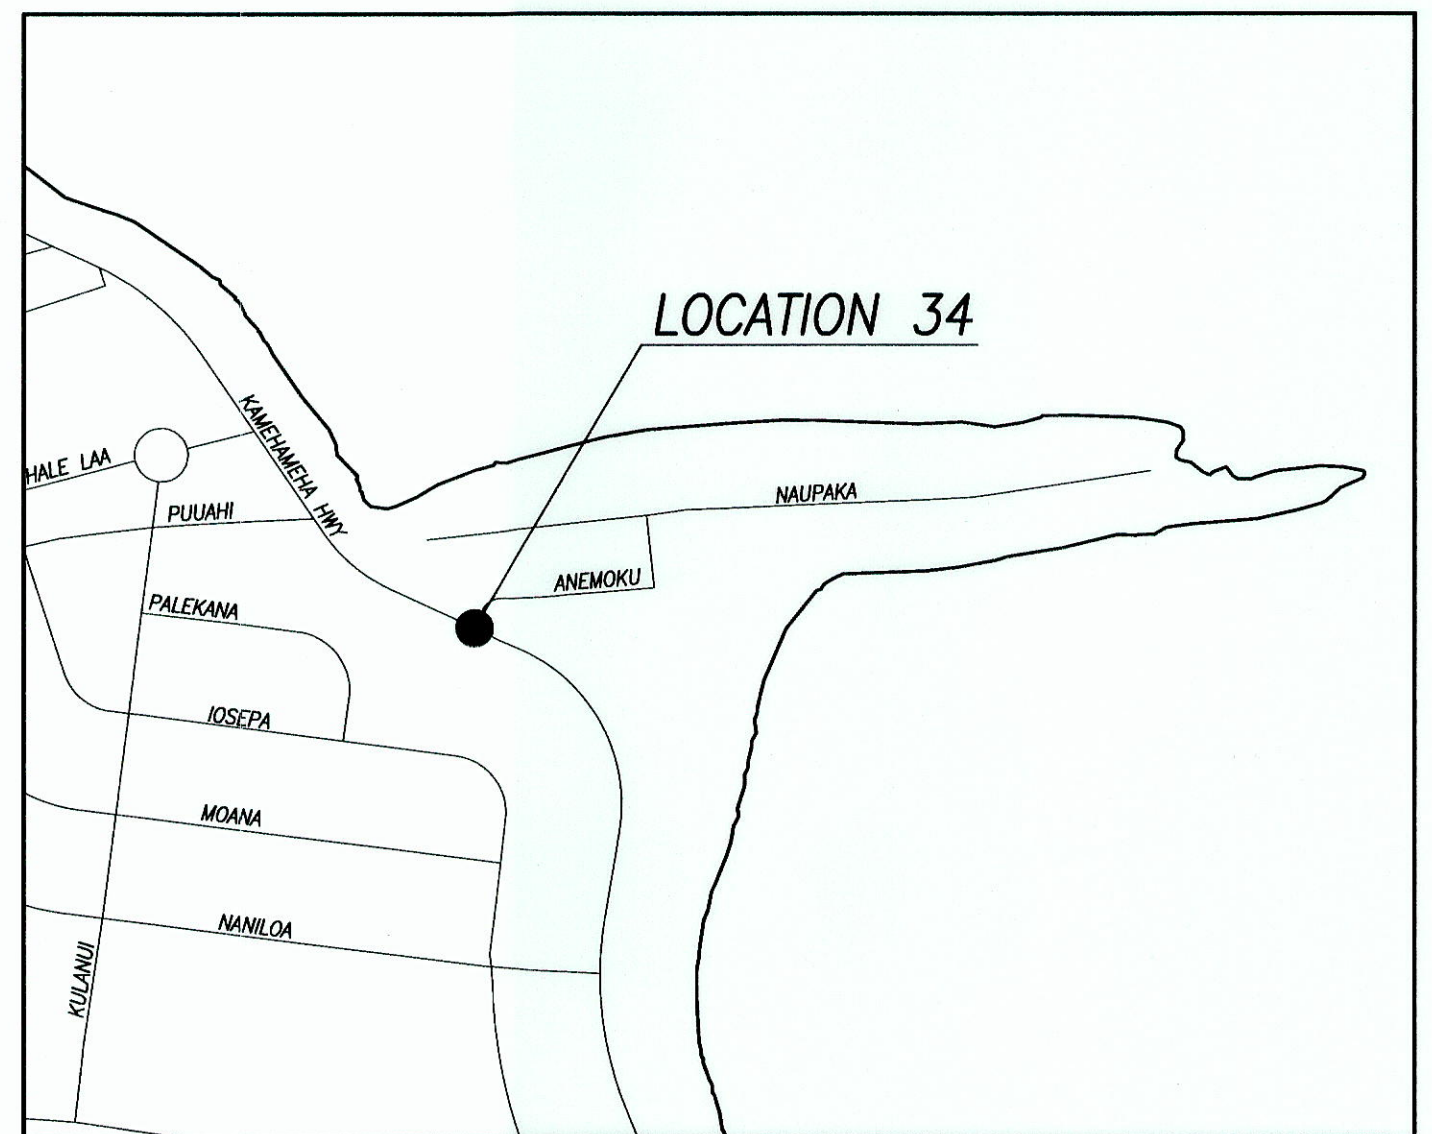 LOCATION 34
KAMEHAMEHA HWY
HALE LAA
NAUPAKA
PUUAHI
ANEMOKU
PALEKANA
IOSEPA
MOANA
NANILOA
KULANUI